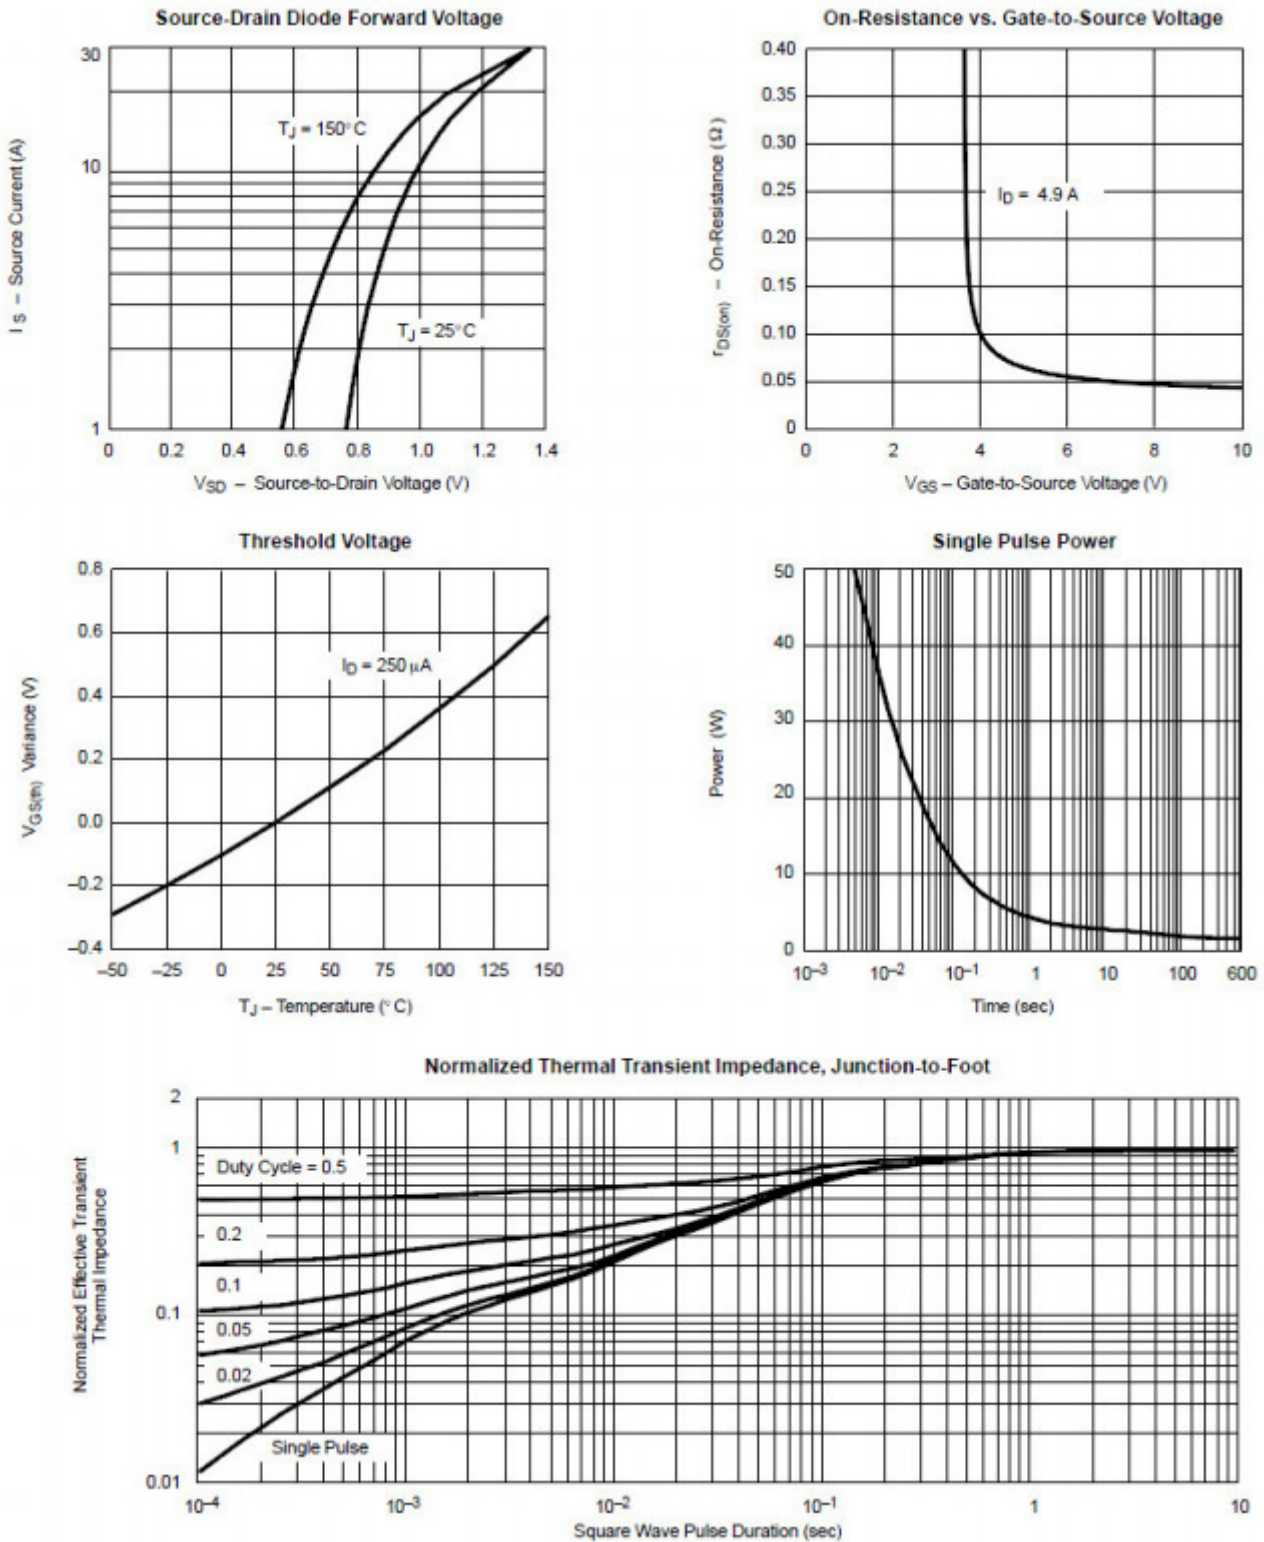 Source-Drain Diode Forward Voltage
30
10
1
I S – Source Current (A)
TJ = 150°C
TJ = 25°C
0 0.2 0.4 0.6 0.8 1.0 1.2 1.4
VSD – Source-to-Drain Voltage (V)
On-Resistance vs. Gate-to-Source Voltage
0.40
0.35
0.30
0.25
0.20
0.15
0.10
0.05
0
rDS(on) – On-Resistance (Ω)
ID = 4.9 A
0 2 4 6 8 10
VGS – Gate-to-Source Voltage (V)
Threshold Voltage
0.8
0.6
0.4
0.2
0.0
–0.2
–0.4
VGS(th) Variance (V)
ID = 250 μA
–50 –25 0 25 50 75 100 125 150
TJ – Temperature (°C)
Single Pulse Power
50
40
30
20
10
0
Power (W)
10–3 10–2 10–1 1 10 100 600
Time (sec)
Normalized Thermal Transient Impedance, Junction-to-Foot
2
1
0.1
0.01
Normalized Effective Transient
Thermal Impedance
Duty Cycle = 0.5
0.2
0.1
0.05
0.02
Single Pulse
10–4 10–3 10–2 10–1 1 10
Square Wave Pulse Duration (sec)